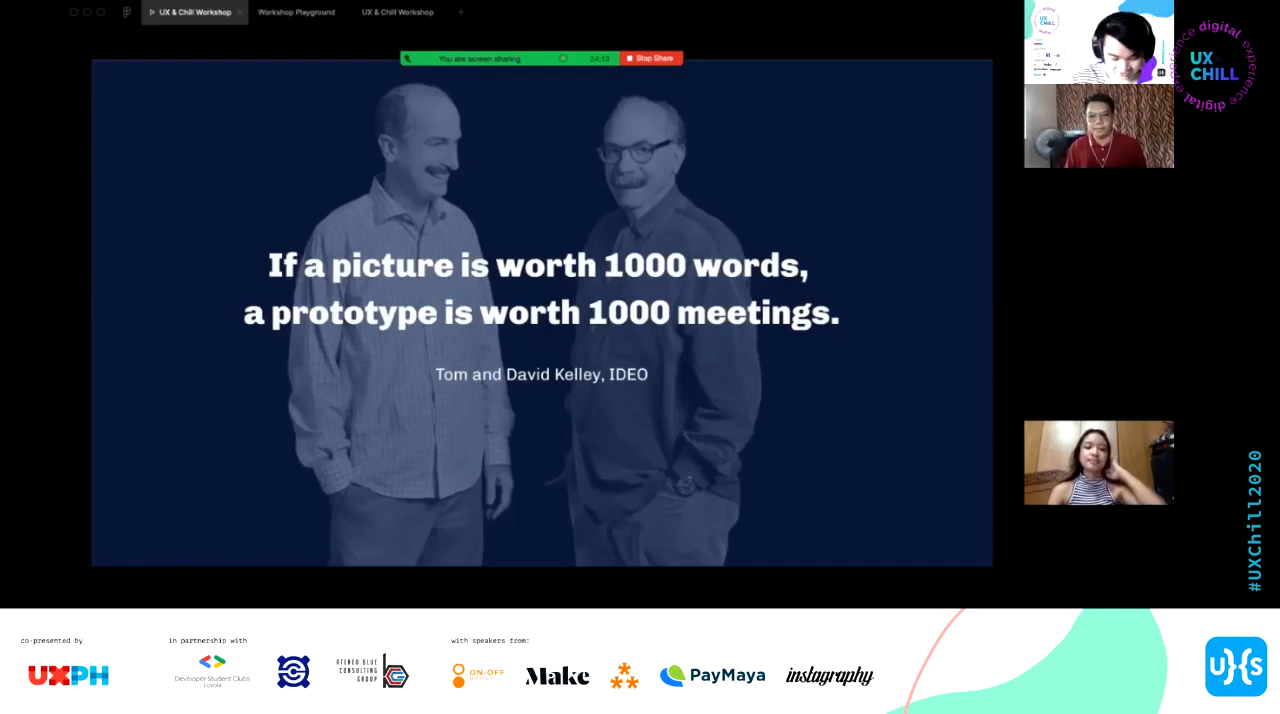 UX & Chill Workshop
Workshop Playground
UX & Chill Workshop
You are screen sharing
24:13
Stop Share
If a picture is worth 1000 words,
a prototype is worth 1000 meetings.
Tom and David Kelley, IDEO
digital experience digital experience
UX
&CHILL
#UXChill2020
co-presented by
UXPH
in partnership with
Developer Student Clubs
Loyola
ATENEO BLUE
CONSULTING
GROUP
with speakers from:
ON-OFF
GROUP
Make
PayMaya
instagraphy